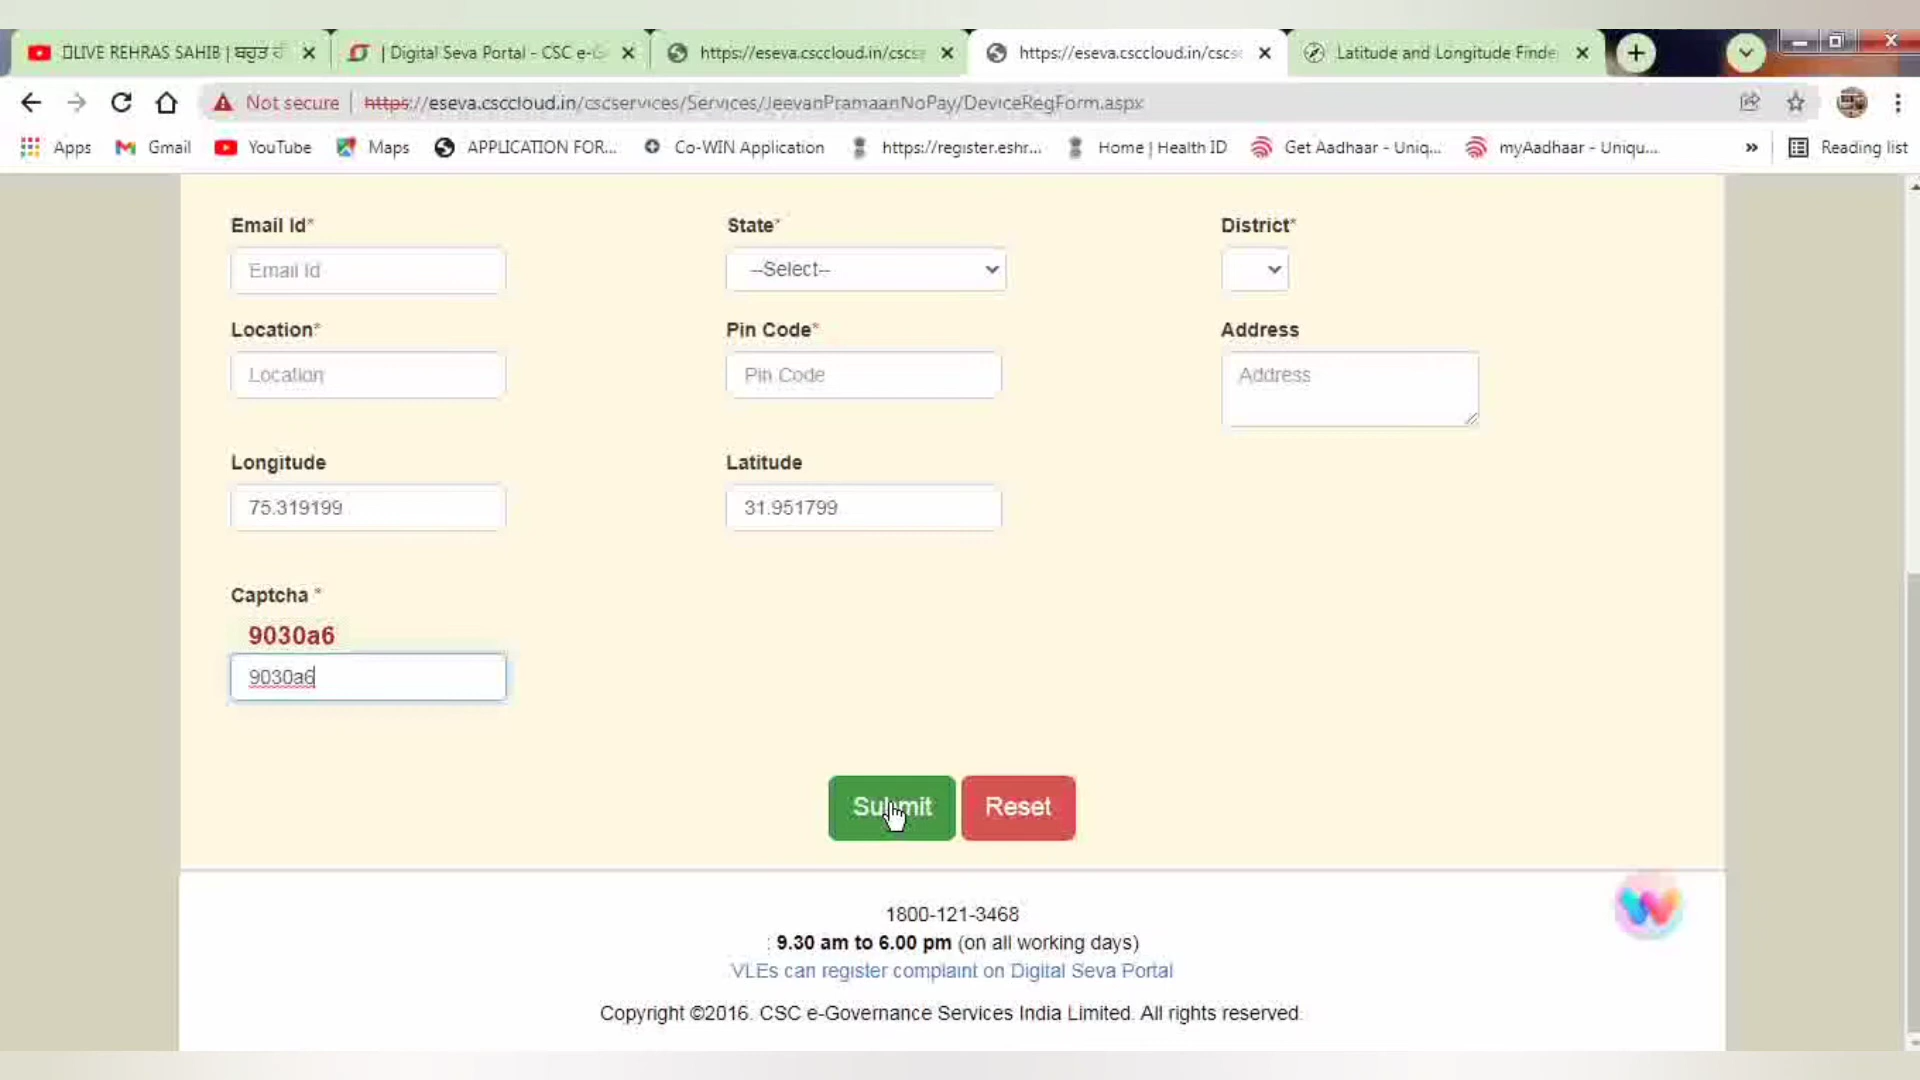 LIVE REHRAS SAHIB | ਬਹੁਤ ਹੀ
| Digital Seva Portal - CSC e-G
https://eseva.csccloud.in/cscse
https://eseva.csccloud.in/cscse
Latitude and Longitude Finde
Not secure
https://eseva.csccloud.in/cscservices/Services/JeevanPramaanNoPay/DeviceRegForm.aspx
Apps
Gmail
YouTube
Maps
APPLICATION FOR...
Co-WIN Application
https://register.eshr...
Home | Health ID
Get Aadhaar - Uniq...
myAadhaar - Uniqu...
»
Reading list
Email Id*
State*
District*
Email Id
--Select--
Location*
Pin Code*
Address
Location
Pin Code
Address
Longitude
Latitude
75.319199
31.951799
Captcha *
9030a6
9030a6
Submit
Reset
1800-121-3468
: 9.30 am to 6.00 pm (on all working days)
VLEs can register complaint on Digital Seva Portal
Copyright ©2016. CSC e-Governance Services India Limited. All rights reserved.